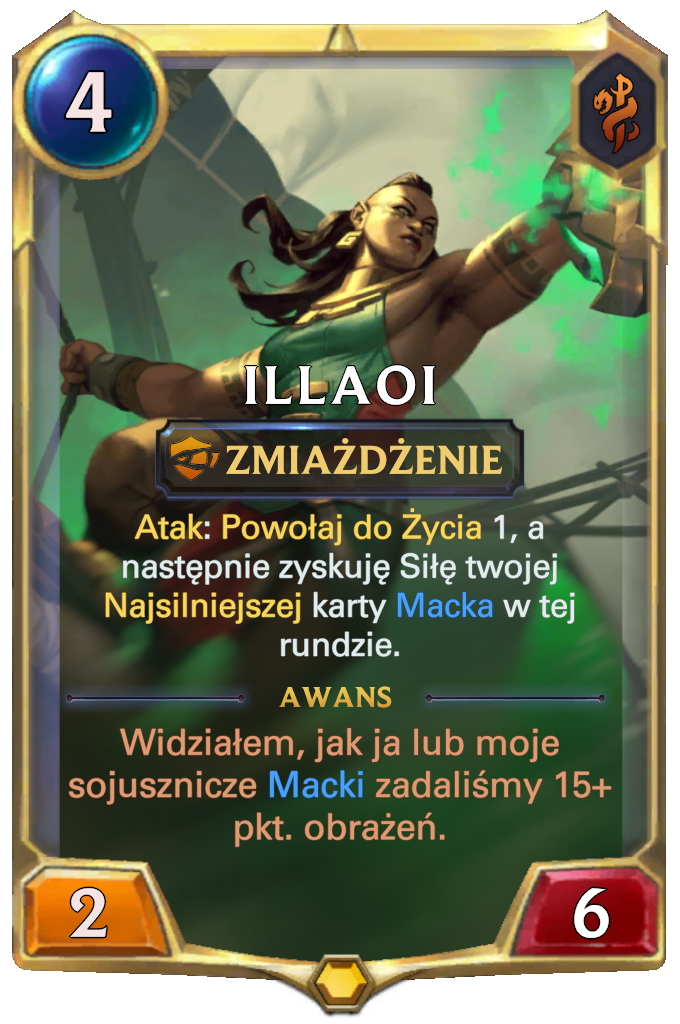 4
ILLAOI
ZMIAŻDŻENIE
Atak: Powołaj do Życia 1, a
następnie zyskuję Siłę twojej
Najsilniejszej karty Macka w tej
rundzie.
AWANS
Widziałem, jak ja lub moje
sojusznicze Macki zadaliśmy 15+
pkt. obrażeń.
2
6